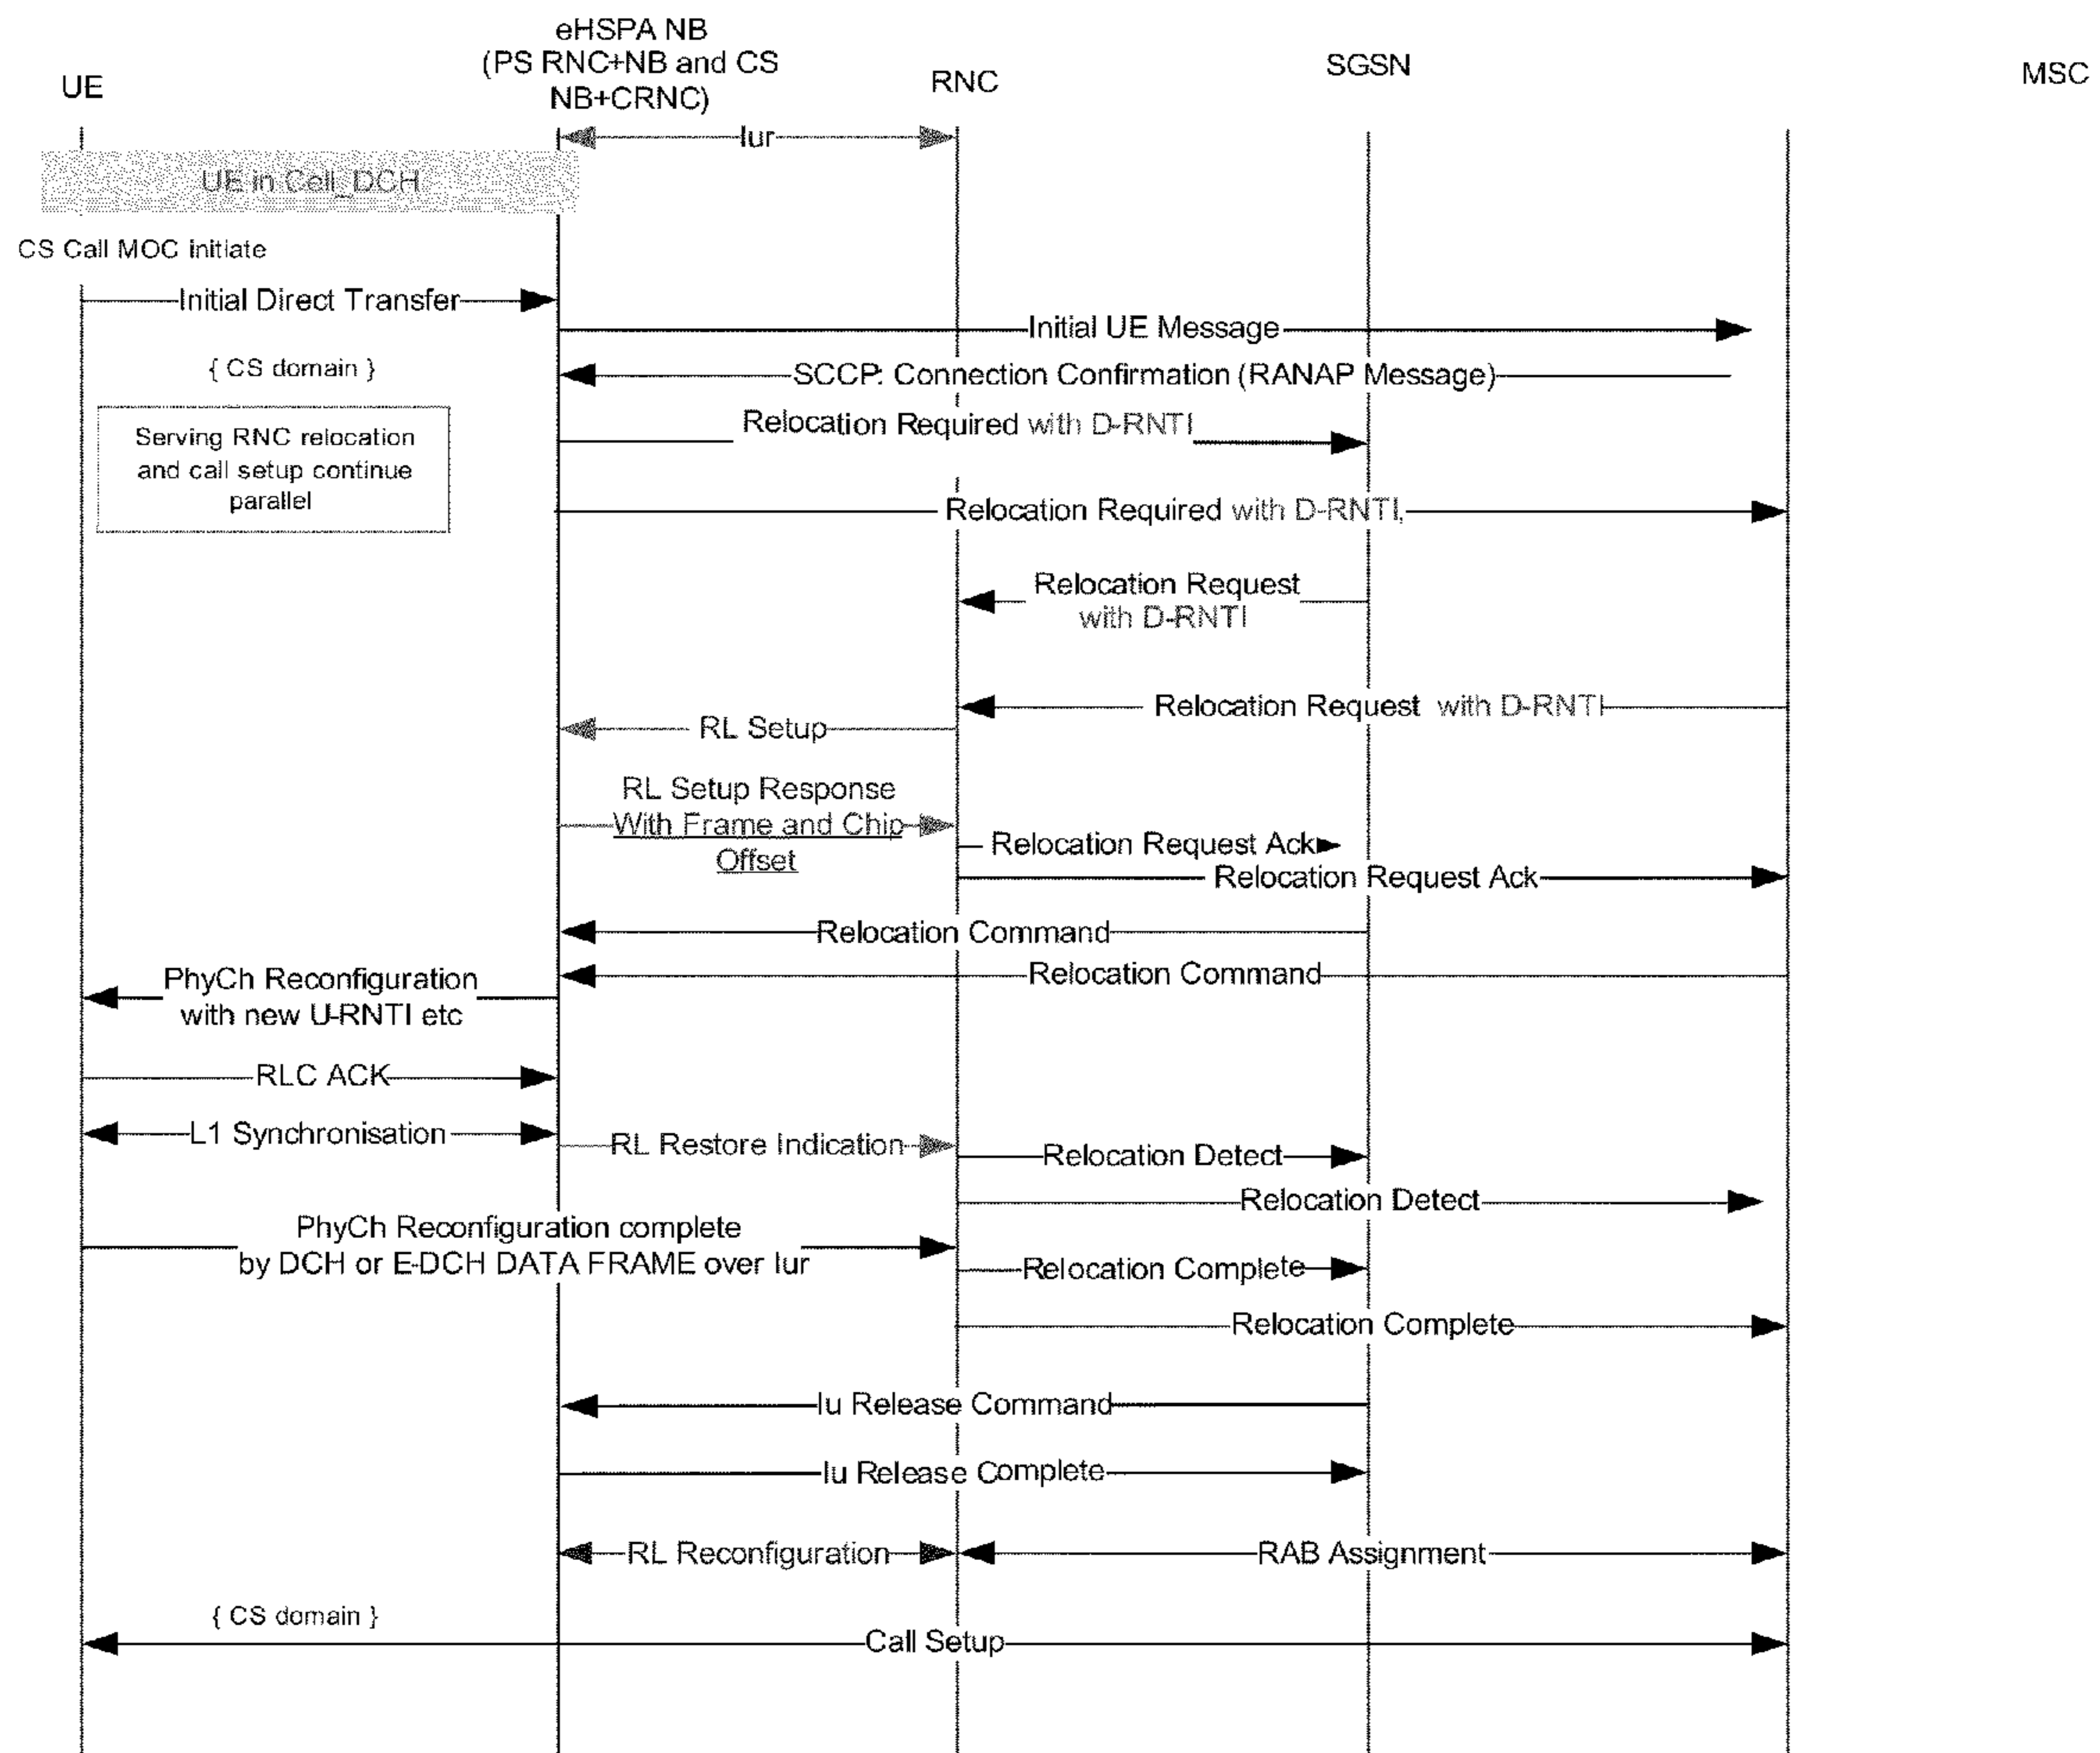 eHSPA NB
(PS RNC+NB and CS
NB+CRNC)
UE
RNC
SGSN
MSC
Iur
UE in Cell_DCH
CS Call MOC initiate
Initial Direct Transfer
Initial UE Message
{ CS domain }
SCCP: Connection Confirmation (RANAP Message)
Relocation Required with D-RNTI
Serving RNC relocation
and call setup continue
parallel
Relocation Required with D-RNTI,
Relocation Request
with D-RNTI
Relocation Request with D-RNTI
RL Setup
RL Setup Response
With Frame and Chip
Offset
Relocation Request Ack
Relocation Request Ack
Relocation Command
Relocation Command
PhyCh Reconfiguration
with new U-RNTI etc
RLC ACK
L1 Synchronisation
RL Restore Indication
Relocation Detect
Relocation Detect
PhyCh Reconfiguration complete
by DCH or E-DCH DATA FRAME over Iur
Relocation Complete
Relocation Complete
Iu Release Command
Iu Release Complete
RL Reconfiguration
RAB Assignment
{ CS domain }
Call Setup